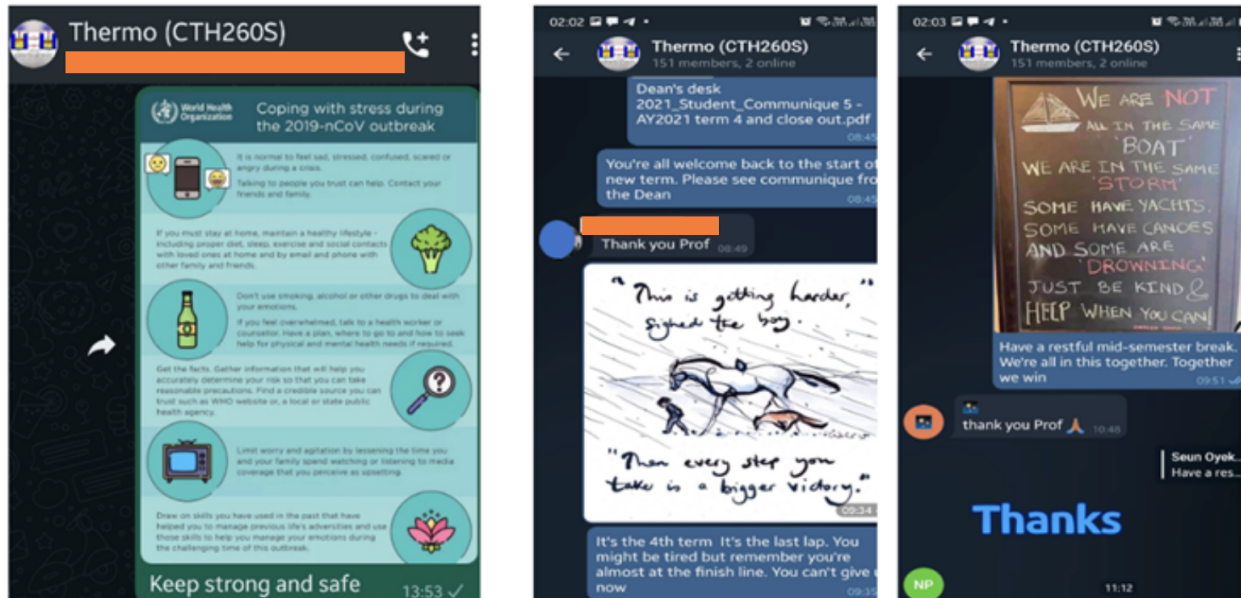 Thermo (CTH260S)
World Health
Organization
Coping with stress during
the 2019-nCoV outbreak
It is normal to feel sad, stressed, confused, scared or
angry during a crisis.
Talking to people you trust can help. Contact your
friends and family.
If you must stay at home, maintain a healthy lifestyle -
including proper diet, sleep, exercise and social contacts
with loved ones at home and by email and phone with
other family and friends.
Don't use smoking, alcohol or other drugs to deal with
your emotions.
If you feel overwhelmed, talk to a health worker or
counsellor. Have a plan, where to go to and how to seek
help for physical and mental health needs if required.
Get the facts. Gather information that will help you
accurately determine your risk so that you can take
reasonable precautions. Find a credible source you can
trust such as WHO website or, a local or state public
health agency.
Limit worry and agitation by lessening the time you
and your family spend watching or listening to media
coverage that you perceive as upsetting.
Draw on skills you have used in the past that have
helped you to manage previous life's adversities and use
those skills to help you manage your emotions during
the challenging time of this outbreak.
Keep strong and safe
13:53
02:02
Thermo (CTH260S)
151 members, 2 online
Dean's desk
2021_Student_Communique 5 -
AY2021 term 4 and close out.pdf
08:45
You're all welcome back to the start of
new term. Please see communique fro
the Dean
08:45
Thank you Prof 08:49
"This is getting harder,"
sighed the boy.
"Then every step you
take is a bigger victory."
09:34
It's the 4th term It's the last lap. You
might be tired but remember you're
almost at the finish line. You can't give
now
09:35
02:03
Thermo (CTH260S)
151 members, 2 online
WE ARE NOT
ALL IN THE SAME
'BOAT'
WE ARE IN THE SAME
'STORM'
SOME HAVE YACHTS.
SOME HAVE CANOES
AND SOME ARE
'DROWNING'
JUST BE KIND &
HELP WHEN YOU CAN
Have a restful mid-semester break.
We're all in this together. Together
we win
09:51
thank you Prof 10:48
Seun Oyek...
Have a res...
Thanks
NP
11:12